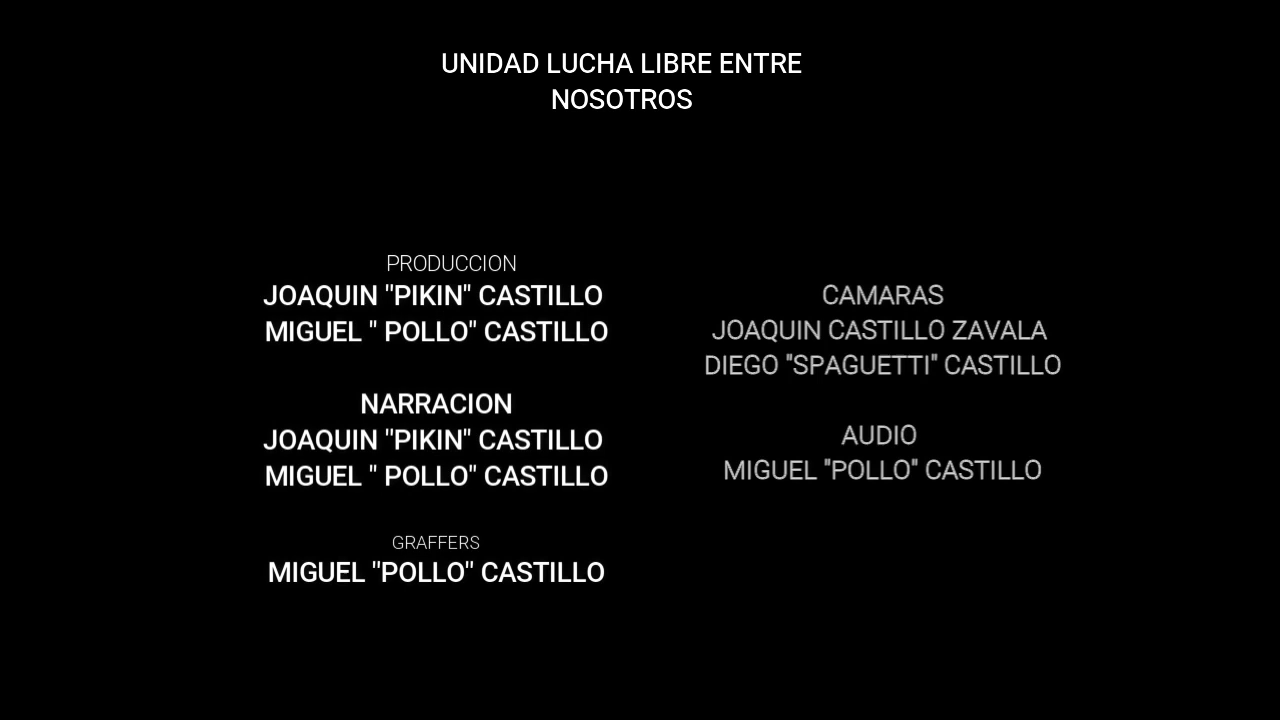 UNIDAD LUCHA LIBRE ENTRE
NOSOTROS
PRODUCCION
JOAQUIN "PIKIN" CASTILLO
MIGUEL " POLLO" CASTILLO
NARRACION
JOAQUIN "PIKIN" CASTILLO
MIGUEL " POLLO" CASTILLO
GRAFFERS
MIGUEL "POLLO" CASTILLO
CAMARAS
JOAQUIN CASTILLO ZAVALA
DIEGO "SPAGUETTI" CASTILLO
AUDIO
MIGUEL "POLLO" CASTILLO